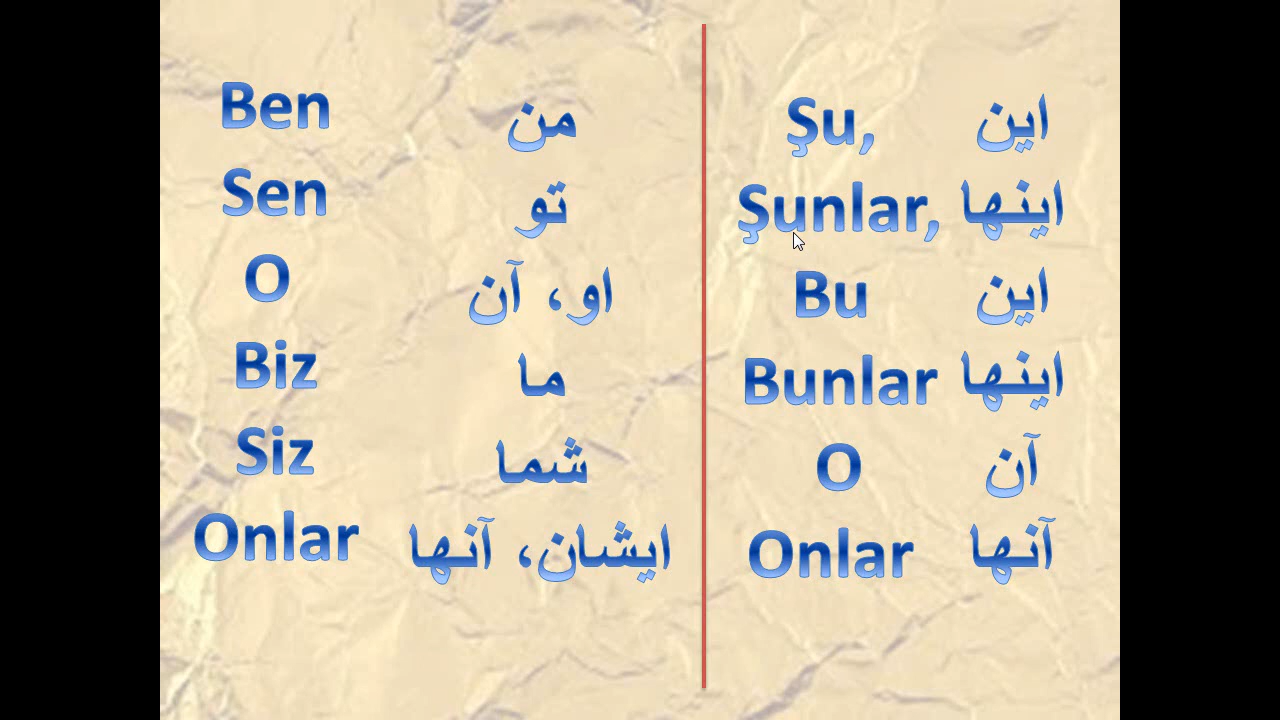 Ben من
Sen تو
O او، آن
Biz ما
Siz شما
Onlar ایشان، آنها
Şu, این
Şunlar, اینها
Bu این
Bunlar اینها
O آن
Onlar آنها